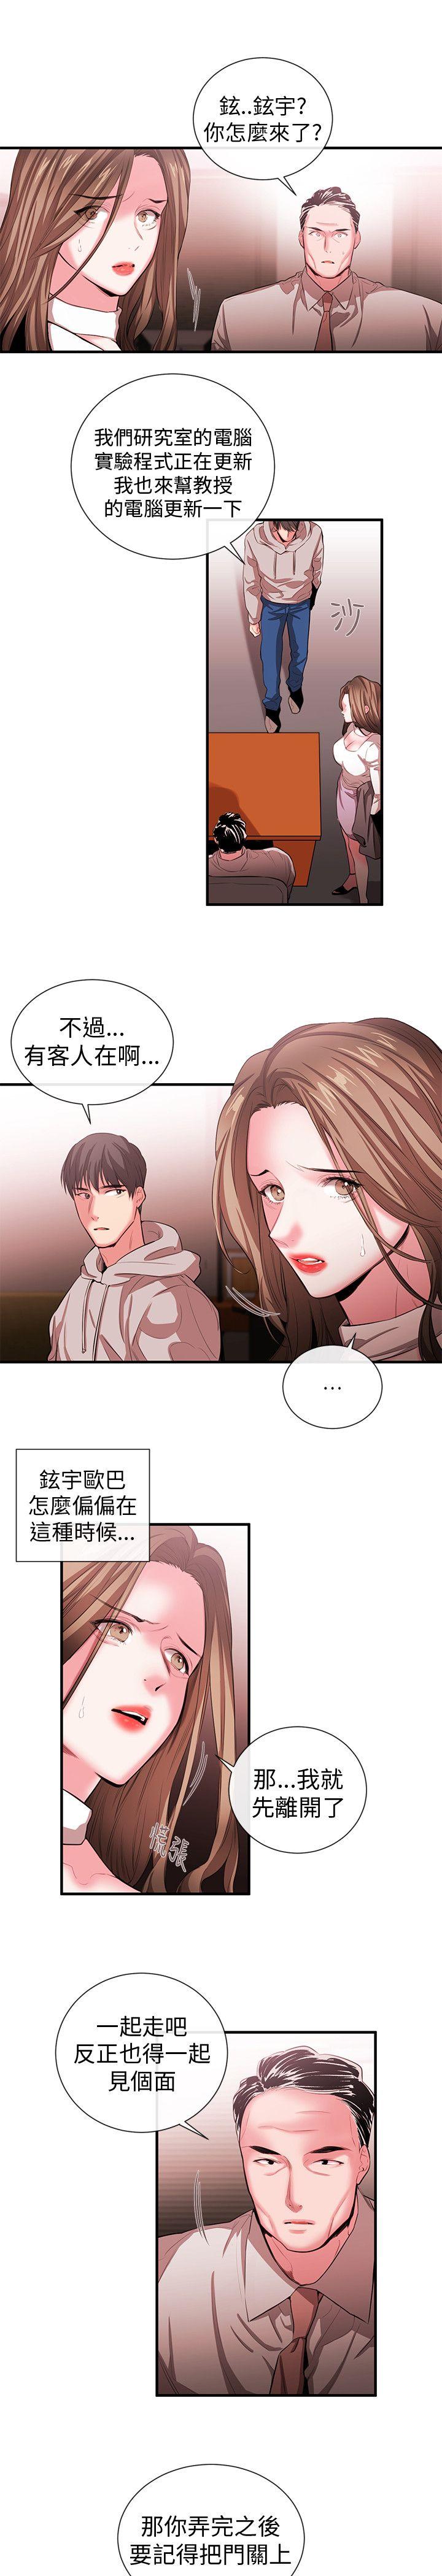 鉉..鉉宇?
你怎麼來了?
我們研究室的電腦
實驗程式正在更新
我也來幫教授
的電腦更新一下
沙
不過...
有客人在啊...
...
鉉宇歐巴
怎麼偏偏在
這種時候...
那...我就
先離開了
慌張
一起走吧
反正也得一起
見個面
那你弄完之後
要記得把門關上